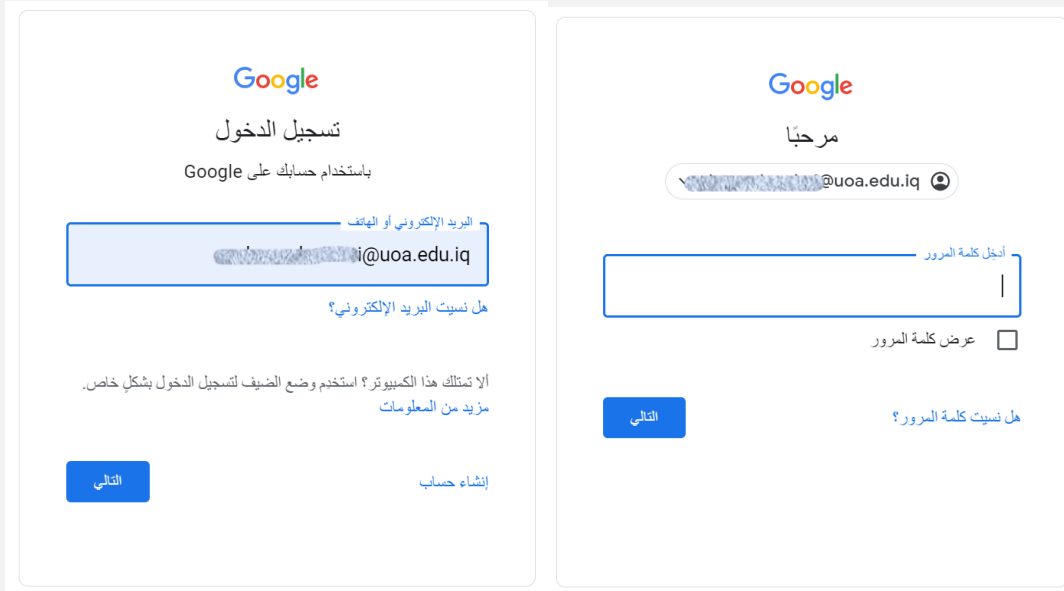 Google
تسجيل الدخول
باستخدام حسابك على Google
البريد الإلكتروني أو الهاتف
i@uoa.edu.iq
هل نسيت البريد الإلكتروني؟
ألا تمتلك هذا الكمبيوتر؟ استخدِم وضع الضيف لتسجيل الدخول بشكلٍ خاص.
مزيد من المعلومات
إنشاء حساب
التالي
Google
مرحبًا
@uoa.edu.iq
أدخِل كلمة المرور
عرض كلمة المرور
هل نسيت كلمة المرور؟
التالي